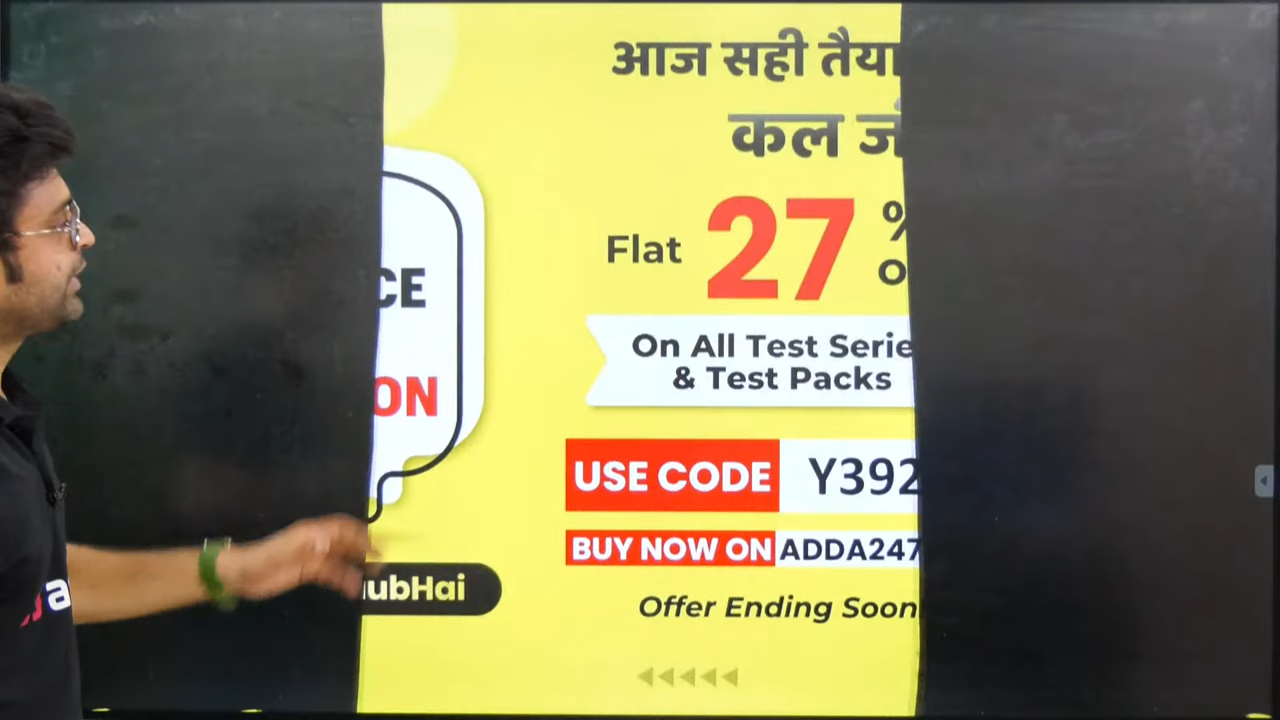 आज सही
कल
CE
ON
Flat 27 %
On All Test Serie
& Test Packs
USE CODE Y392
BUY NOW ON ADDA247
ubHai
Offer Ending Soon
a